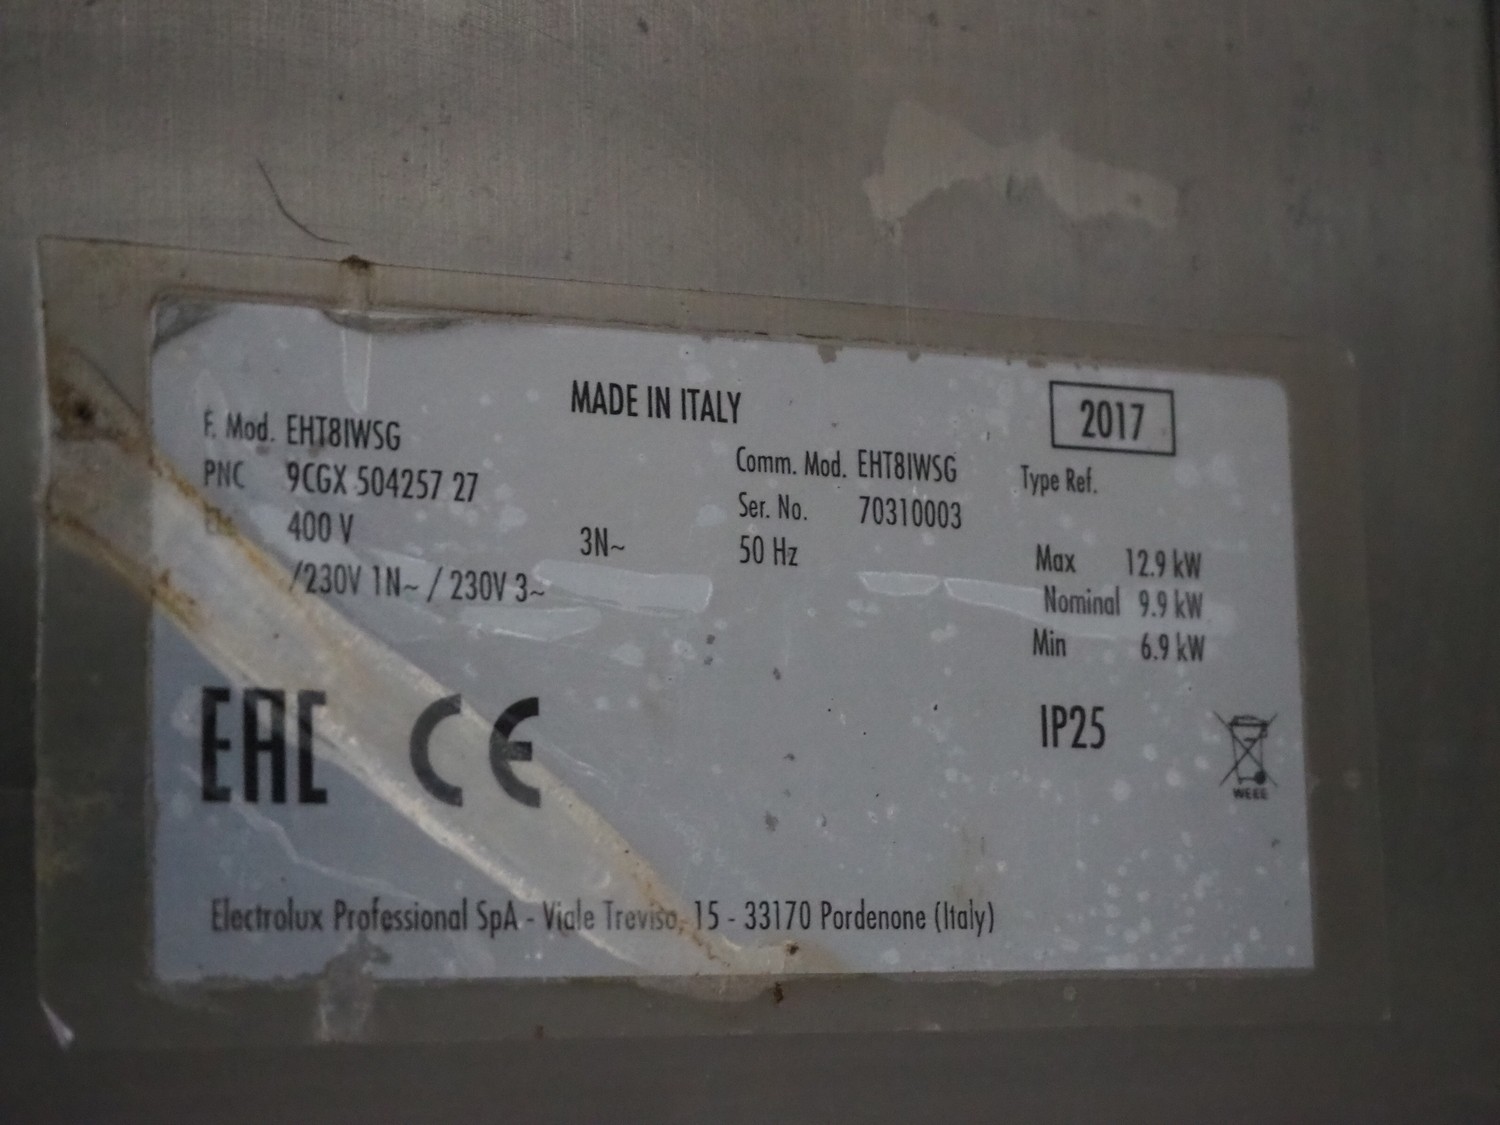 MADE IN ITALY
2017
F. Mod. EHT8IWSG
Comm. Mod. EHT8IWSG
Type Ref.
PNC 9CGX 504257 27
Ser. No. 70310003
400 V 3N~ 50 Hz
/230V 1N~ / 230V 3~
Max 12.9 kW
Nominal 9.9 kW
Min 6.9 kW
EAC CE
IP25
WEEE
Electrolux Professional SpA - Viale Treviso, 15 - 33170 Pordenone (Italy)